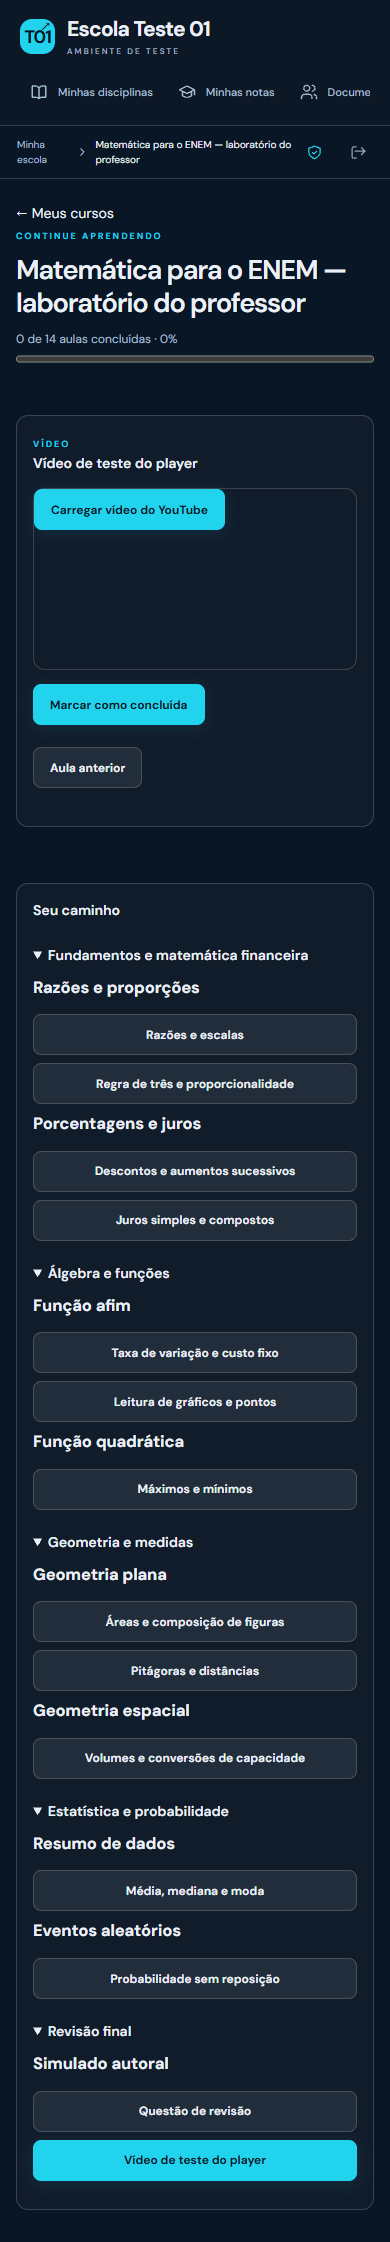 T01
Escola Teste 01
AMBIENTE DE TESTE
Minhas disciplinas
Minhas notas
Docume
Minha
escola
Matemática para o ENEM — laboratório do
professor
← Meus cursos
CONTINUE APRENDENDO
Matemática para o ENEM —
laboratório do professor
0 de 14 aulas concluídas · 0%
VÍDEO
Vídeo de teste do player
Carregar vídeo do YouTube
Marcar como concluída
Aula anterior
Seu caminho
▼ Fundamentos e matemática financeira
Razões e proporções
Razões e escalas
Regra de três e proporcionalidade
Porcentagens e juros
Descontos e aumentos sucessivos
Juros simples e compostos
▼ Álgebra e funções
Função afim
Taxa de variação e custo fixo
Leitura de gráficos e pontos
Função quadrática
Máximos e mínimos
▼ Geometria e medidas
Geometria plana
Áreas e composição de figuras
Pitágoras e distâncias
Geometria espacial
Volumes e conversões de capacidade
▼ Estatística e probabilidade
Resumo de dados
Média, mediana e moda
Eventos aleatórios
Probabilidade sem reposição
▼ Revisão final
Simulado autoral
Questão de revisão
Vídeo de teste do player